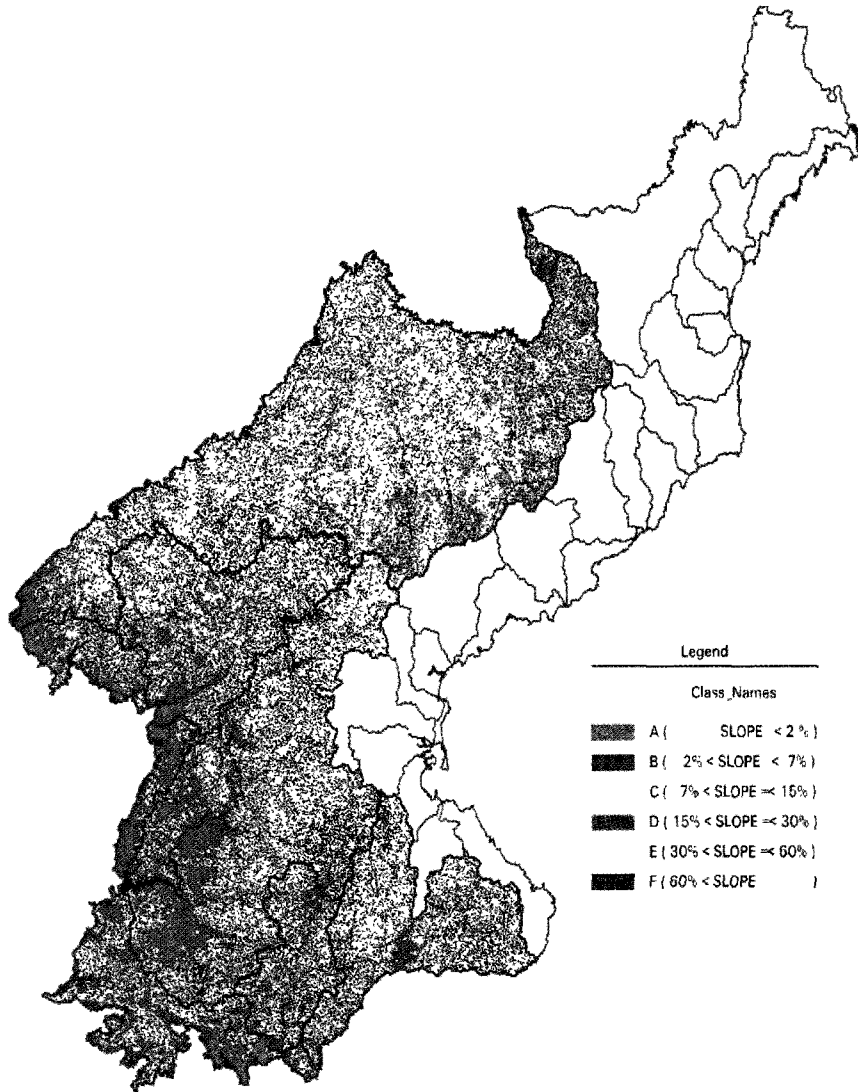 Legend
Class_Names
A ( SLOPE < 2 % )
B ( 2% < SLOPE < 7% )
C ( 7% < SLOPE =< 15% )
D ( 15% < SLOPE =< 30% )
E ( 30% < SLOPE =< 60% )
F ( 60% < SLOPE )